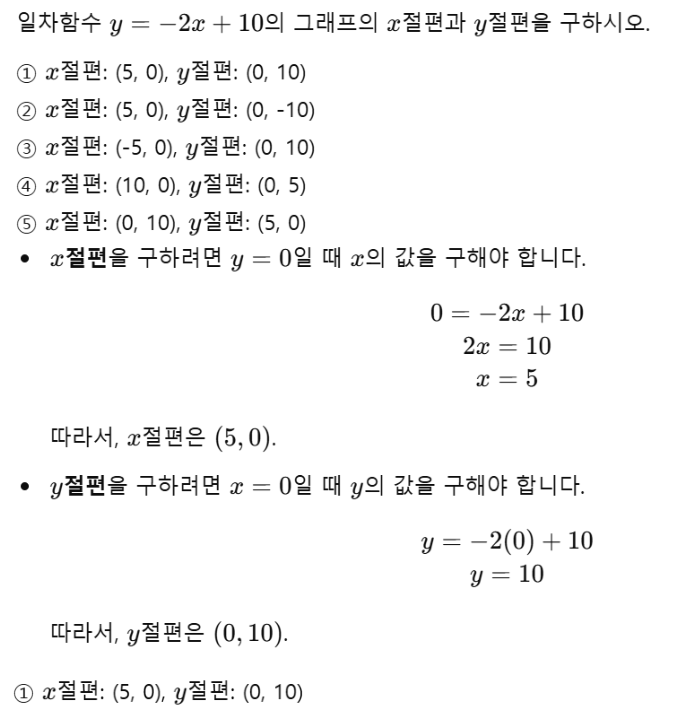 일차함수 y = −2x + 10의 그래프의 x절편과 y절편을 구하시오.
① x절편: (5, 0), y절편: (0, 10)
② x절편: (5, 0), y절편: (0, -10)
③ x절편: (-5, 0), y절편: (0, 10)
④ x절편: (10, 0), y절편: (0, 5)
⑤ x절편: (0, 10), y절편: (5, 0)
• x절편을 구하려면 y = 0일 때 x의 값을 구해야 합니다.
0 = −2x + 10
2x = 10
x = 5
따라서, x절편은 (5, 0).
• y절편을 구하려면 x = 0일 때 y의 값을 구해야 합니다.
y = −2(0) + 10
y = 10
따라서, y절편은 (0, 10).
① x절편: (5, 0), y절편: (0, 10)